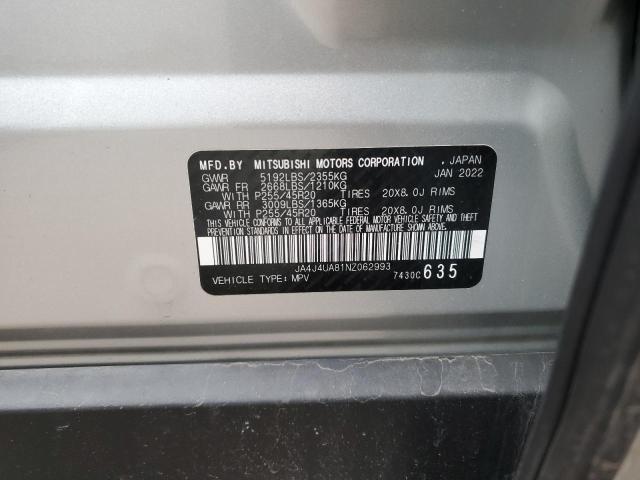 MFD.BY MITSUBISHI MOTORS CORPORATION . JAPAN
GVWR 5192LBS/2355KG JAN 2022
GAWR FR 2668LBS/1210KG
WITH P255/45R20 TIRES 20X8.0J RIMS
GAWR RR 3009LBS/1365KG
WITH P255/45R20 TIRES 20X8.0J RIMS
THIS VEHICLE CONFORMS TO ALL APPLICABLE FEDERAL MOTOR VEHICLE SAFETY AND THEFT
PREVENTION STANDARDS IN EFFECT ON THE DATE OF MANUFACTURE SHOWN ABOVE.
JA4J4UA81NZ062993
VEHICLE TYPE: MPV 7430C 635